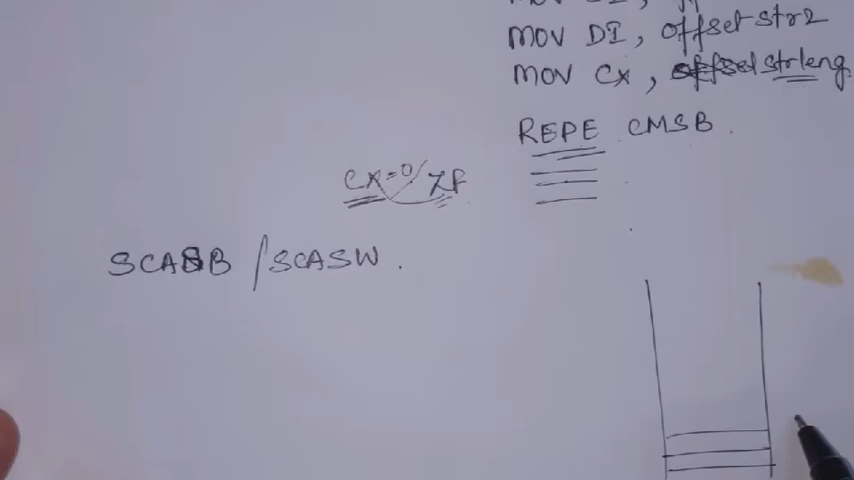 MOV DI, offset str2
MOV CX, strleng
REPE CMSB.
CX=0/ZF
SCASB /SCASW.